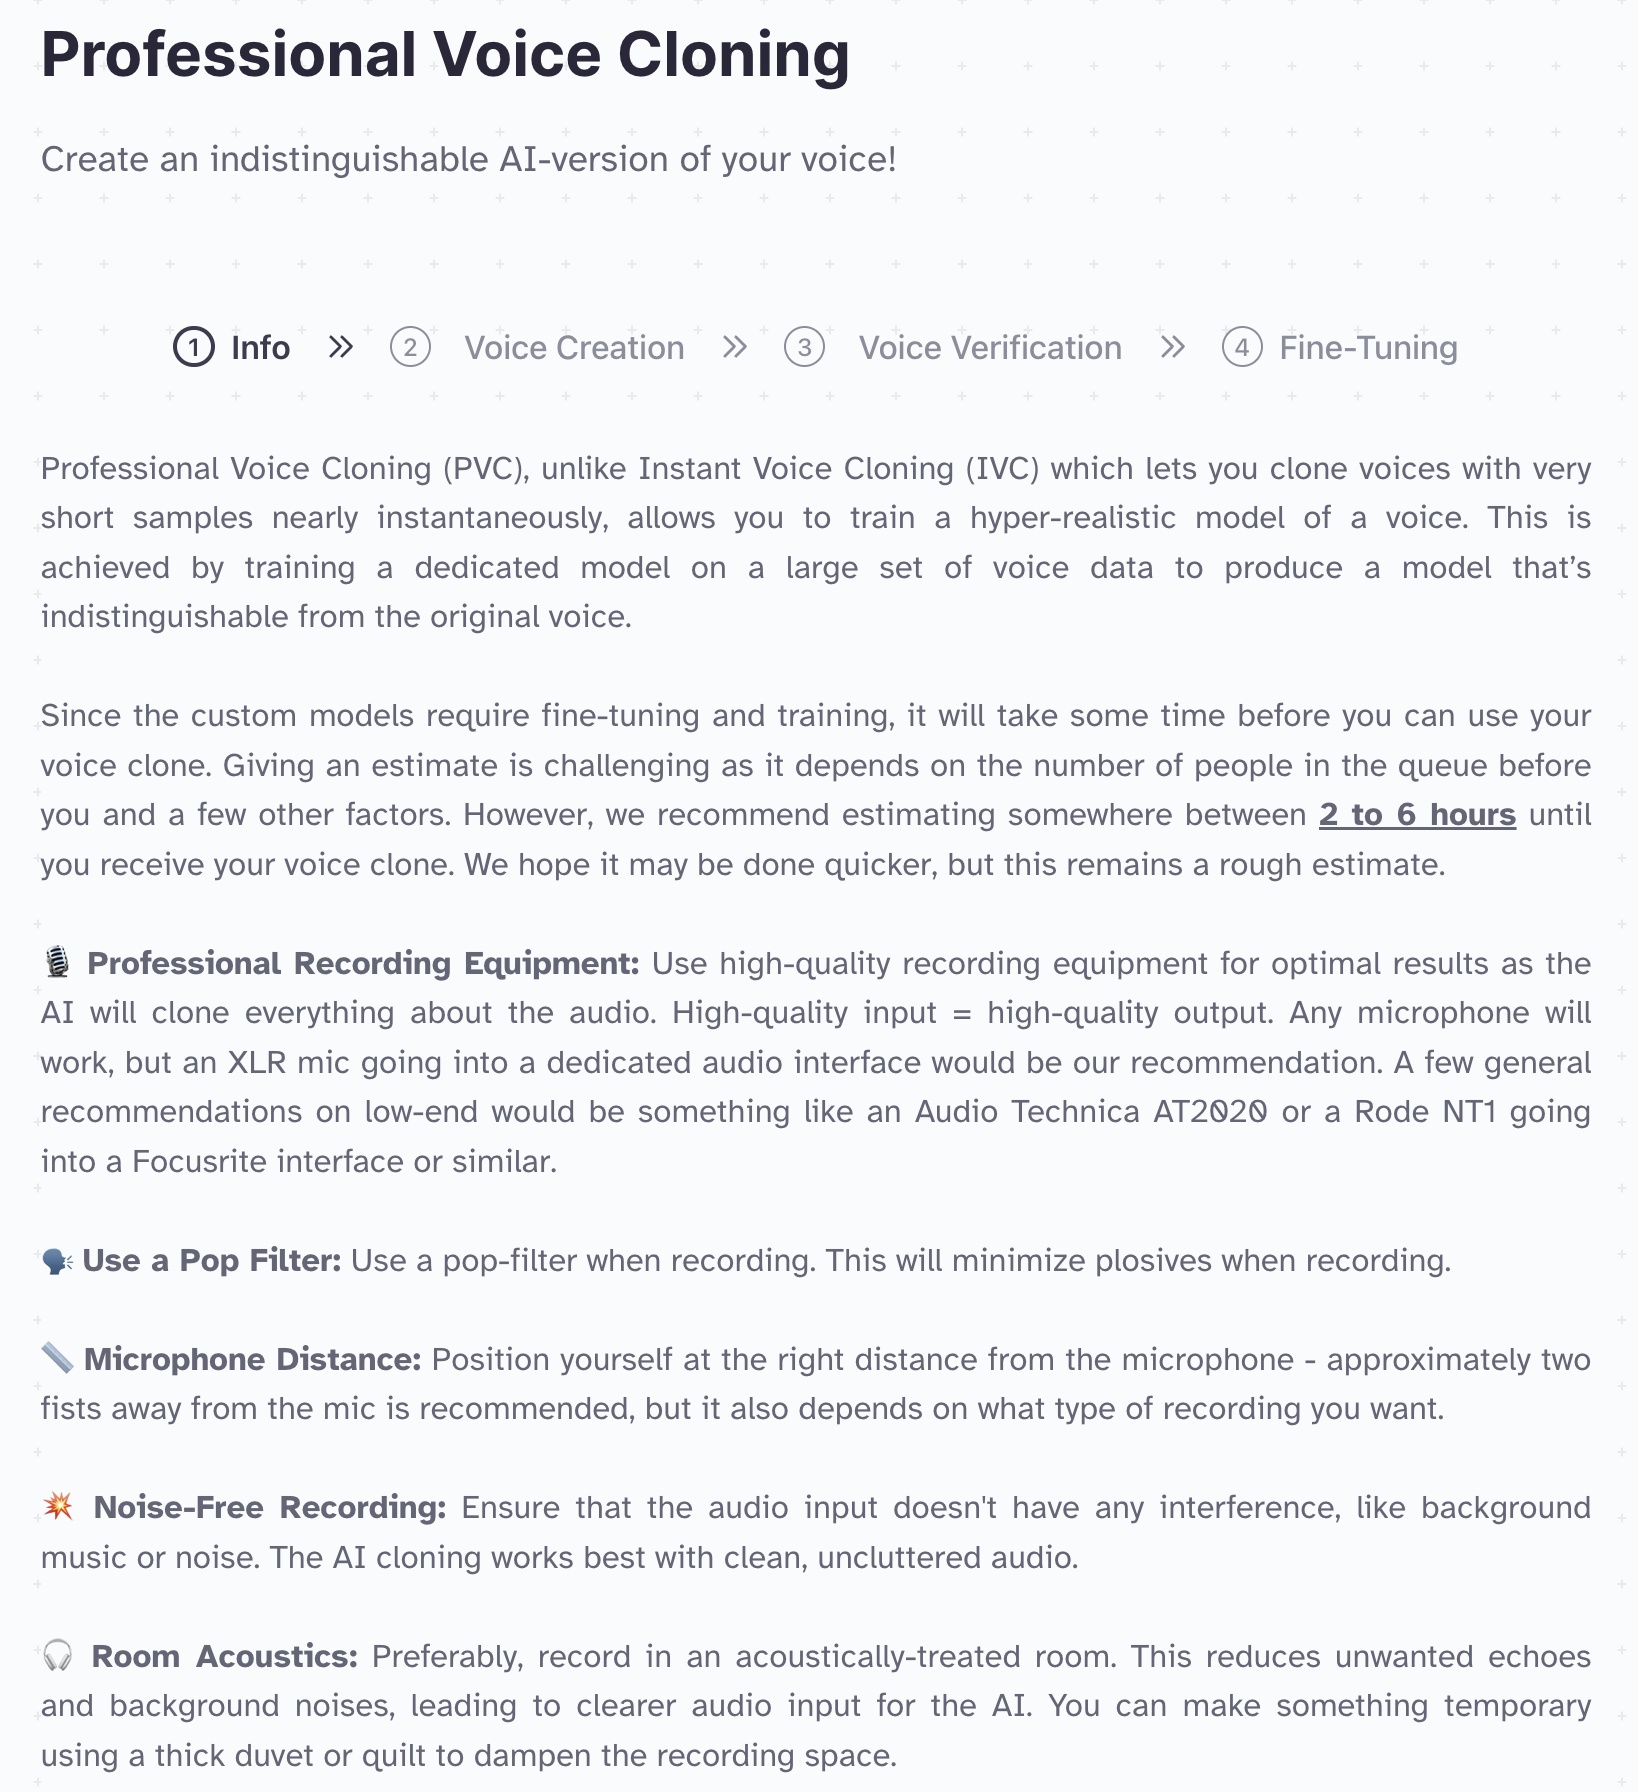 Professional Voice Cloning
Create an indistinguishable AI-version of your voice!
1 Info » 2 Voice Creation » 3 Voice Verification » 4 Fine-Tuning
Professional Voice Cloning (PVC), unlike Instant Voice Cloning (IVC) which lets you clone voices with very
short samples nearly instantaneously, allows you to train a hyper-realistic model of a voice. This is
achieved by training a dedicated model on a large set of voice data to produce a model that’s
indistinguishable from the original voice.
Since the custom models require fine-tuning and training, it will take some time before you can use your
voice clone. Giving an estimate is challenging as it depends on the number of people in the queue before
you and a few other factors. However, we recommend estimating somewhere between 2 to 6 hours until
you receive your voice clone. We hope it may be done quicker, but this remains a rough estimate.
🎙 Professional Recording Equipment: Use high-quality recording equipment for optimal results as the
AI will clone everything about the audio. High-quality input = high-quality output. Any microphone will
work, but an XLR mic going into a dedicated audio interface would be our recommendation. A few general
recommendations on low-end would be something like an Audio Technica AT2020 or a Rode NT1 going
into a Focusrite interface or similar.
🗣 Use a Pop Filter: Use a pop-filter when recording. This will minimize plosives when recording.
📏 Microphone Distance: Position yourself at the right distance from the microphone - approximately two
fists away from the mic is recommended, but it also depends on what type of recording you want.
💥 Noise-Free Recording: Ensure that the audio input doesn't have any interference, like background
music or noise. The AI cloning works best with clean, uncluttered audio.
🎧 Room Acoustics: Preferably, record in an acoustically-treated room. This reduces unwanted echoes
and background noises, leading to clearer audio input for the AI. You can make something temporary
using a thick duvet or quilt to dampen the recording space.